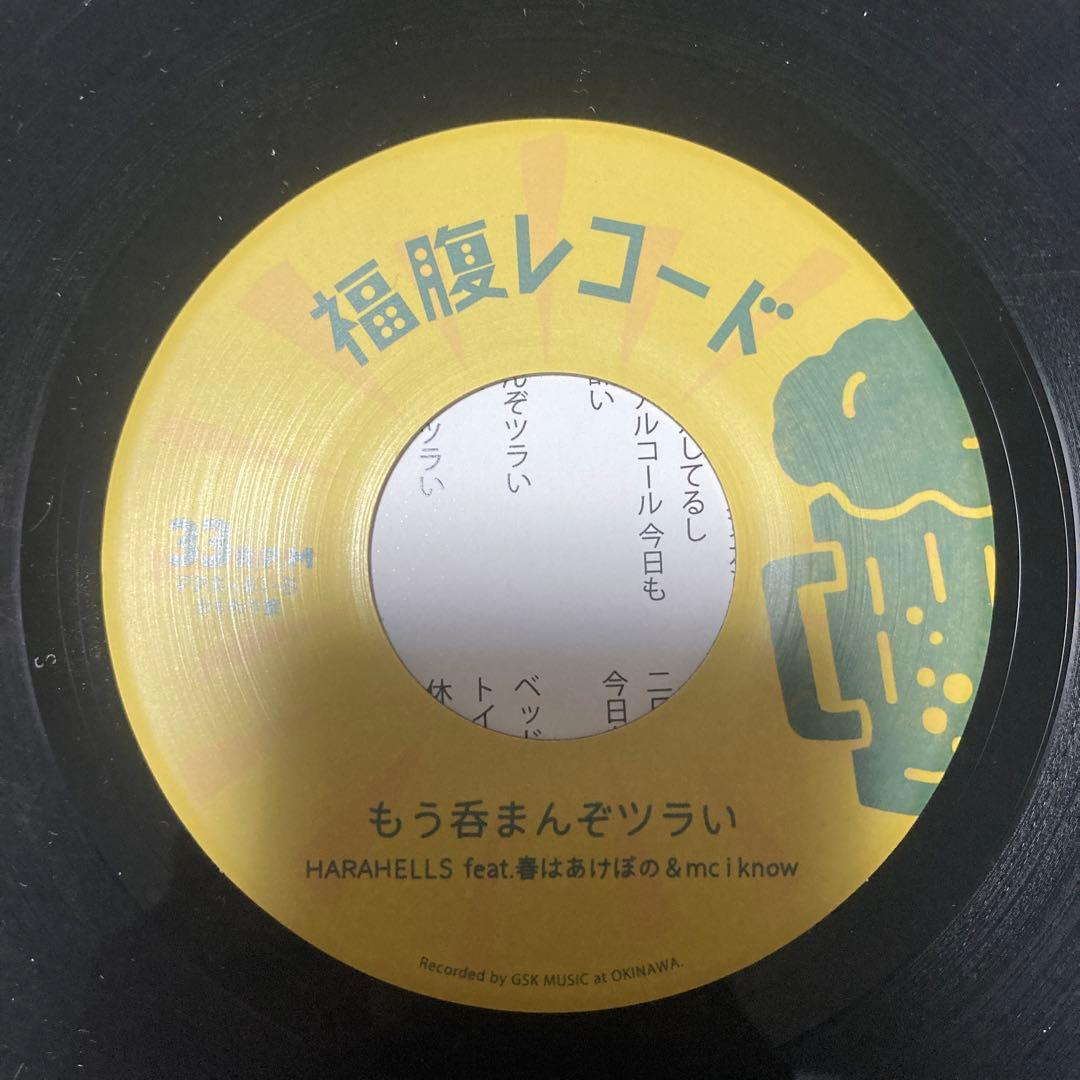 福腹レコード
33RPM
もう呑まんぞツラい
HARAHELLS feat.春はあけぼの&mc i know
Recorded by GSK MUSIC at OKINAWA.
してるし
アルコール 今日も
い
んぞツラい
ツラい
今日
ベッド
トイ
休
S